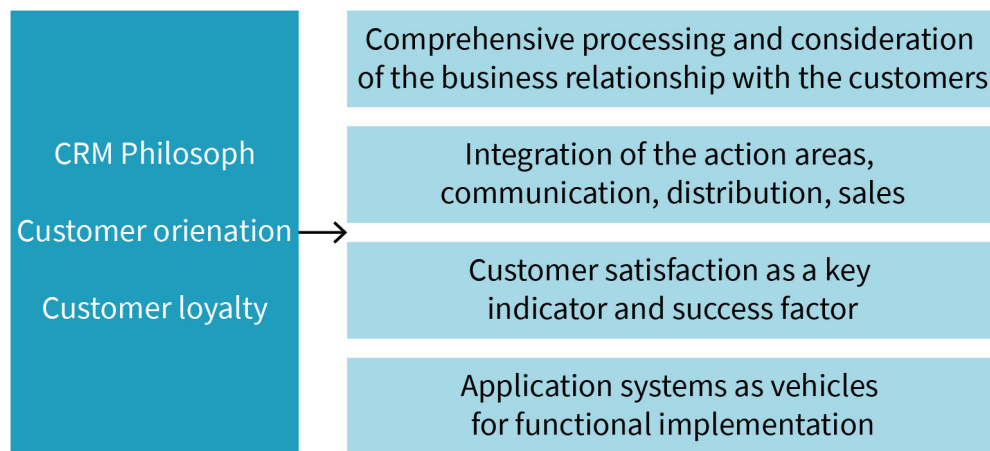 CRM Philosoph
Customer orienation
Customer loyalty
Comprehensive processing and consideration
of the business relationship with the customers
Integration of the action areas,
communication, distribution, sales
Customer satisfaction as a key
indicator and success factor
Application systems as vehicles
for functional implementation